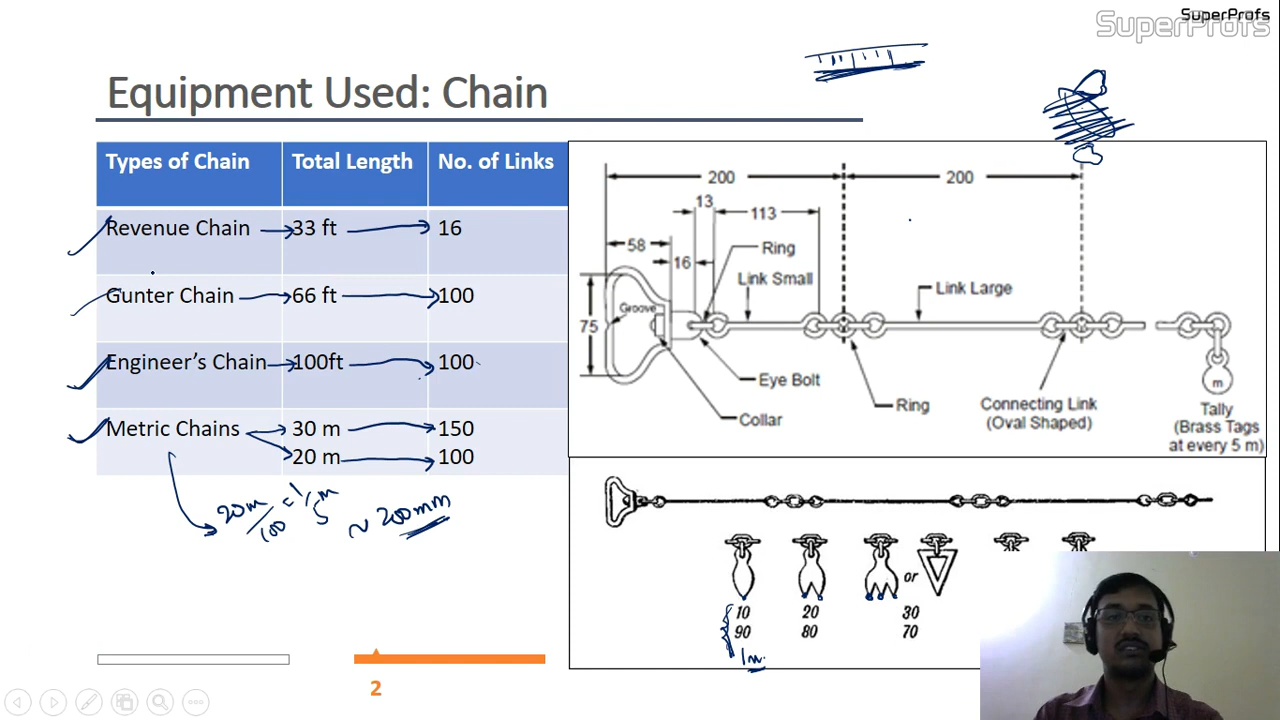 SuperProfs
SuperProfs
Equipment Used: Chain
Types of Chain Total Length No. of Links
Revenue Chain 33 ft 16
Gunter Chain 66 ft 100
Engineer's Chain 100ft 100
Metric Chains 30 m 150
20 m 100
20m/100 = 1/5 m ~ 200mm
200 200
13 113
58 Ring
16 Link Small
Link Large
Groove
75
Eye Bolt
Collar
Ring
Connecting Link
(Oval Shaped)
m
Tally
(Brass Tags
at every 5 m)
or
10 20 30
90 80 70
1m.
2